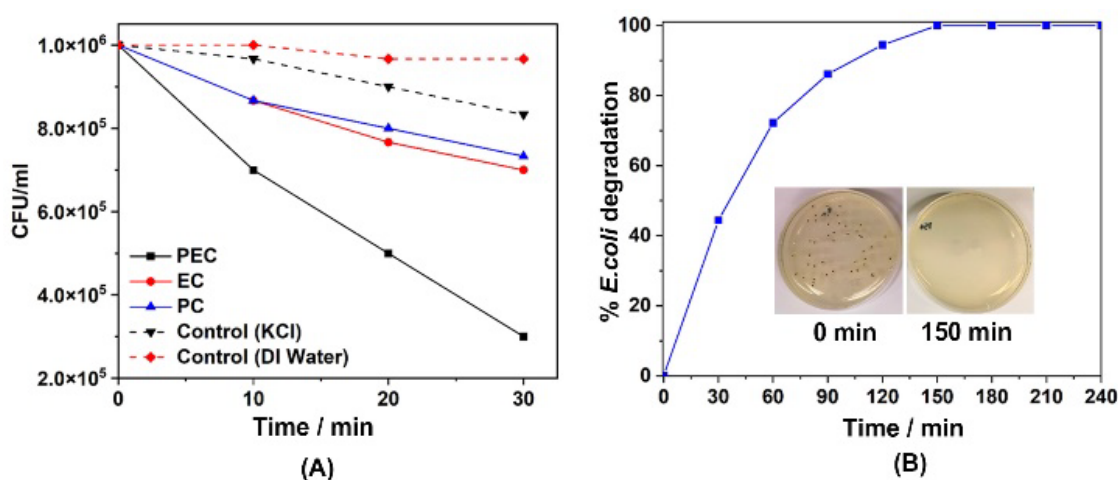 CFU/ml
1.0×10⁶
8.0×10⁵
6.0×10⁵
4.0×10⁵
2.0×10⁵
PEC
EC
PC
Control (KCl)
Control (DI Water)
0 10 20 30
Time / min
(A)
% E.coli degradation
100
80
60
40
20
0
0 min 150 min
0 30 60 90 120 150 180 210 240
Time / min
(B)